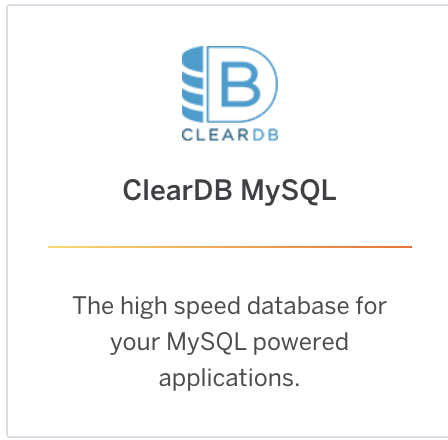 B
CLEARDB
ClearDB MySQL
The high speed database for
your MySQL powered
applications.